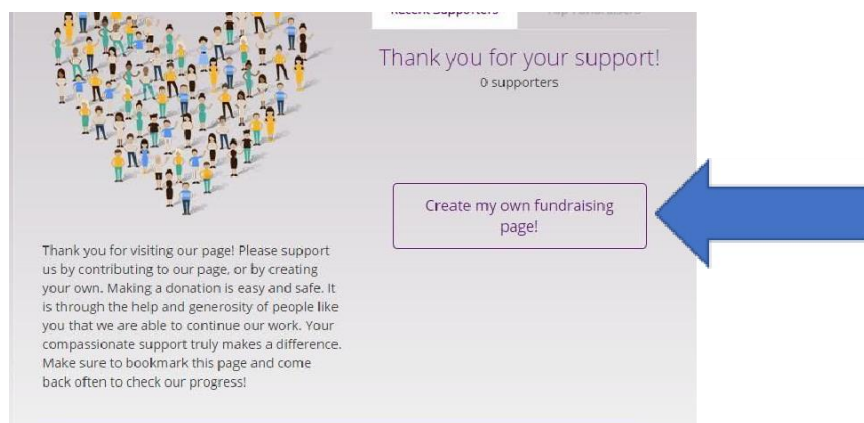 Recent Supporters
Top Fundraisers
Thank you for your support!
0 supporters
Create my own fundraising
page!
Thank you for visiting our page! Please support
us by contributing to our page, or by creating
your own. Making a donation is easy and safe. It
is through the help and generosity of people like
you that we are able to continue our work. Your
compassionate support truly makes a difference.
Make sure to bookmark this page and come
back often to check our progress!